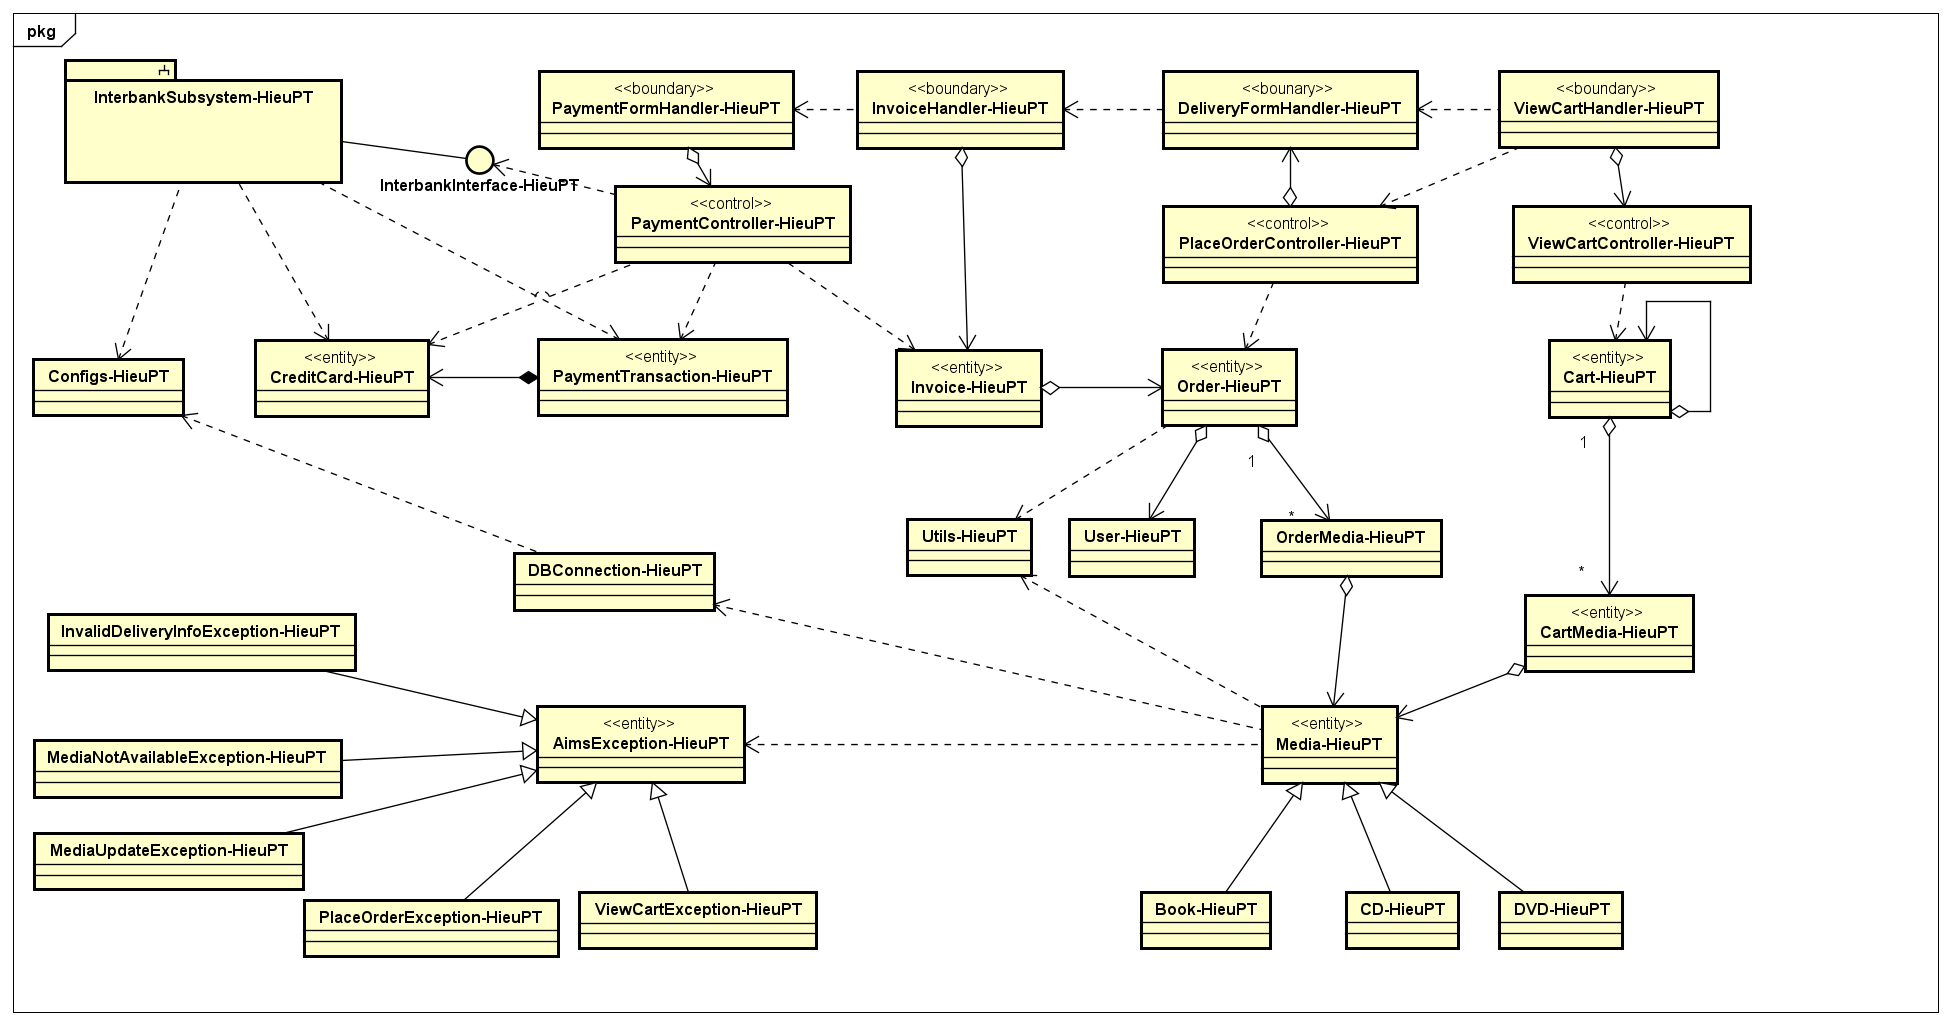 pkg
InterbankSubsystem-HieuPT
<<boundary>>
PaymentFormHandler-HieuPT
<<boundary>>
InvoiceHandler-HieuPT
<<bounary>>
DeliveryFormHandler-HieuPT
<<boundary>>
ViewCartHandler-HieuPT
InterbankInterface-HieuPT
<<control>>
PaymentController-HieuPT
<<control>>
PlaceOrderController-HieuPT
<<control>>
ViewCartController-HieuPT
Configs-HieuPT
<<entity>>
CreditCard-HieuPT
<<entity>>
PaymentTransaction-HieuPT
<<entity>>
Invoice-HieuPT
<<entity>>
Order-HieuPT
<<entity>>
Cart-HieuPT
1
1
*
*
Utils-HieuPT
User-HieuPT
OrderMedia-HieuPT
DBConnection-HieuPT
<<entity>>
CartMedia-HieuPT
InvalidDeliveryInfoException-HieuPT
MediaNotAvailableException-HieuPT
<<entity>>
AimsException-HieuPT
<<entity>>
Media-HieuPT
MediaUpdateException-HieuPT
PlaceOrderException-HieuPT
ViewCartException-HieuPT
Book-HieuPT
CD-HieuPT
DVD-HieuPT